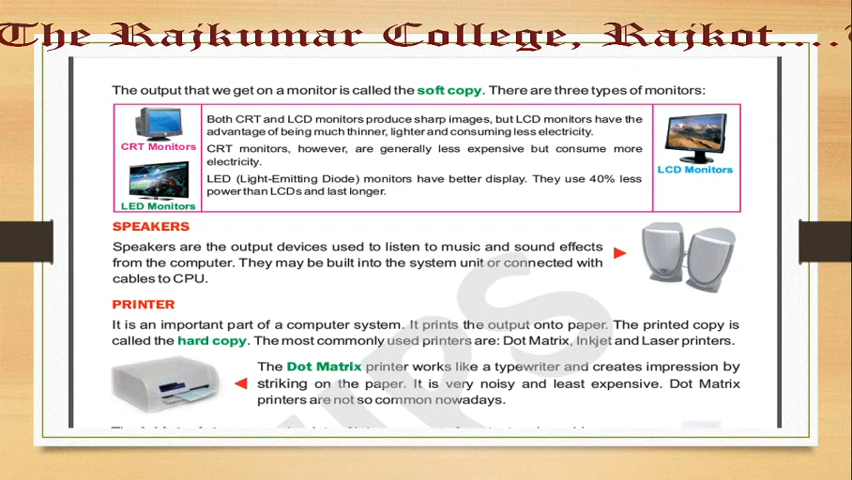 The Rajkumar College, Rajkot....
The output that we get on a monitor is called the soft copy. There are three types of monitors:
CRT Monitors
LED Monitors
Both CRT and LCD monitors produce sharp images, but LCD monitors have the
advantage of being much thinner, lighter and consuming less electricity.
CRT monitors, however, are generally less expensive but consume more
electricity.
LED (Light-Emitting Diode) monitors have better display. They use 40% less
power than LCDs and last longer.
LCD Monitors
SPEAKERS
Speakers are the output devices used to listen to music and sound effects
from the computer. They may be built into the system unit or connected with
cables to CPU.
PRINTER
It is an important part of a computer system. It prints the output onto paper. The printed copy is
called the hard copy. The most commonly used printers are: Dot Matrix, Inkjet and Laser printers.
The Dot Matrix printer works like a typewriter and creates impression by
striking on the paper. It is very noisy and least expensive. Dot Matrix
printers are not so common nowadays.